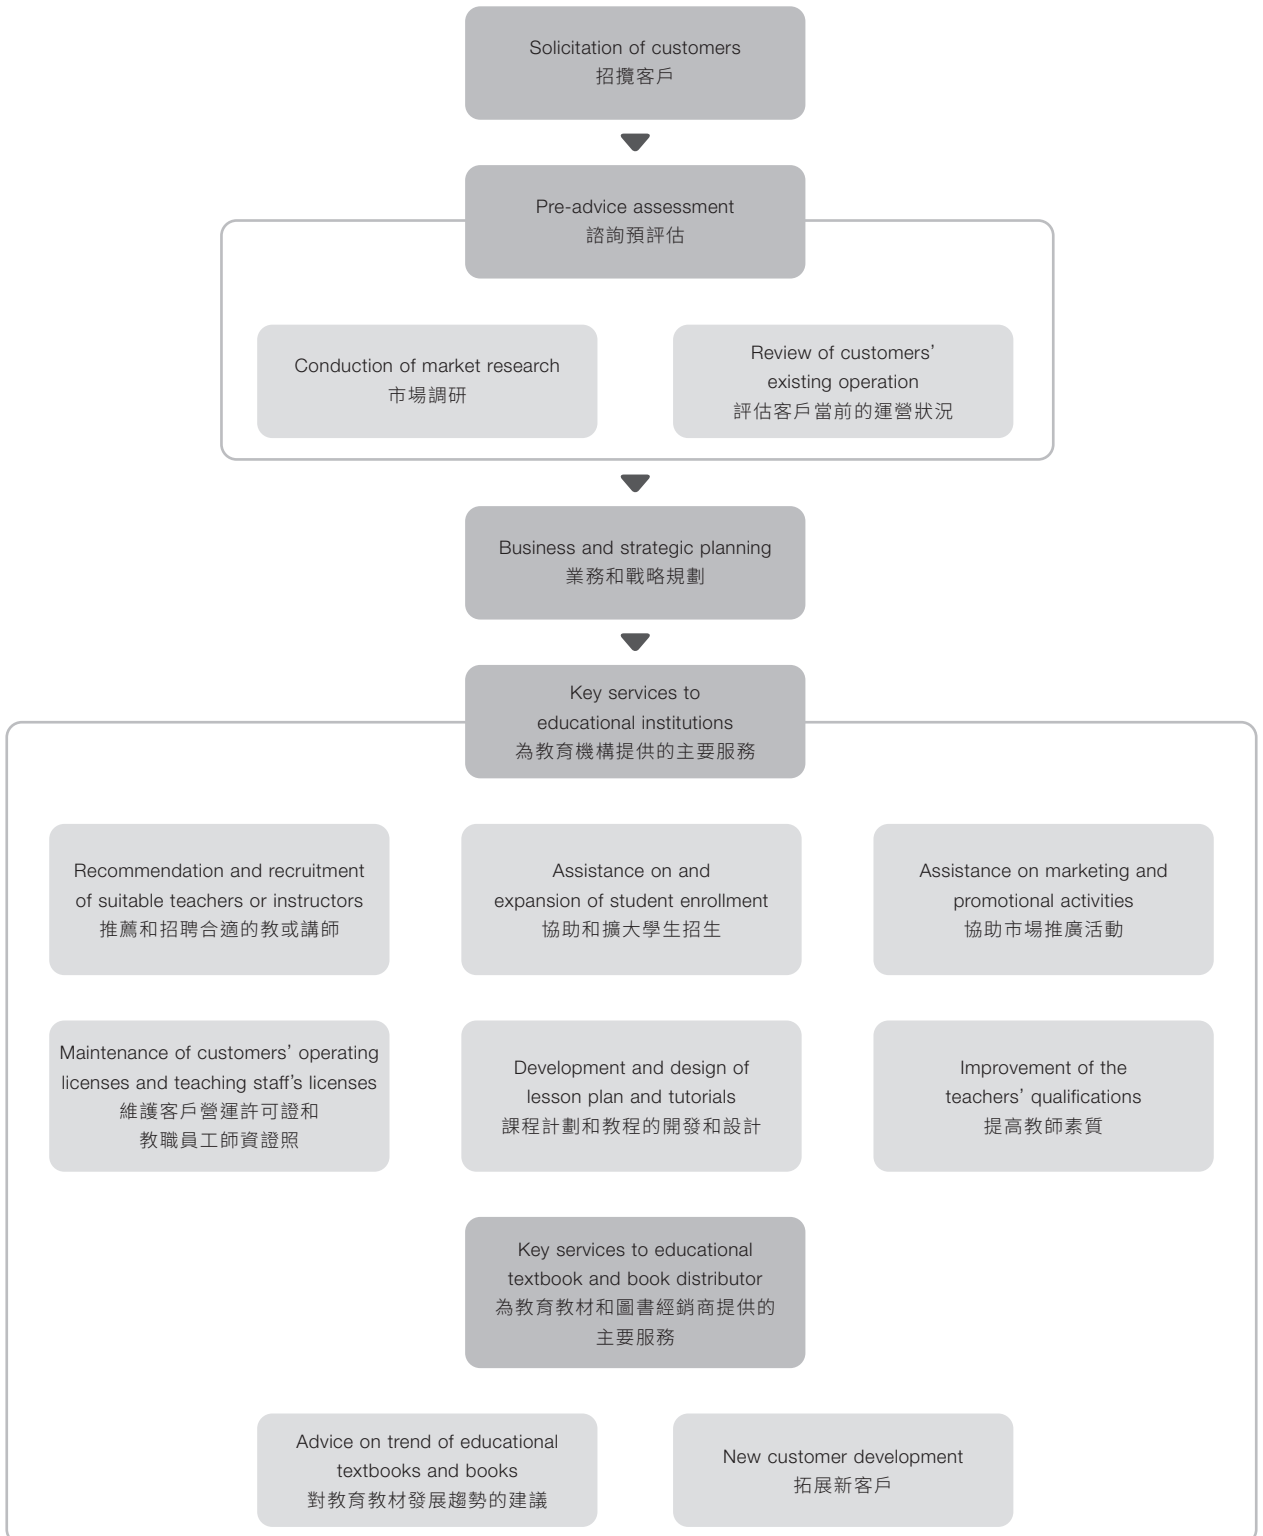 Solicitation of customers
招攬客戶
Pre-advice assessment
諮詢預評估
Conduction of market research
市場調研
Review of customers’
existing operation
評估客戶當前的運營狀況
Business and strategic planning
業務和戰略規劃
Key services to
educational institutions
為教育機構提供的主要服務
Recommendation and recruitment
of suitable teachers or instructors
推薦和招聘合適的教或講師
Assistance on and
expansion of student enrollment
協助和擴大學生招生
Assistance on marketing and
promotional activities
協助市場推廣活動
Maintenance of customers’ operating
licenses and teaching staff’s licenses
維護客戶營運許可證和
教職員工師資證照
Development and design of
lesson plan and tutorials
課程計劃和教程的開發和設計
Improvement of the
teachers’ qualifications
提高教師素質
Key services to educational
textbook and book distributor
為教育教材和圖書經銷商提供的
主要服務
Advice on trend of educational
textbooks and books
對教育教材發展趨勢的建議
New customer development
拓展新客戶